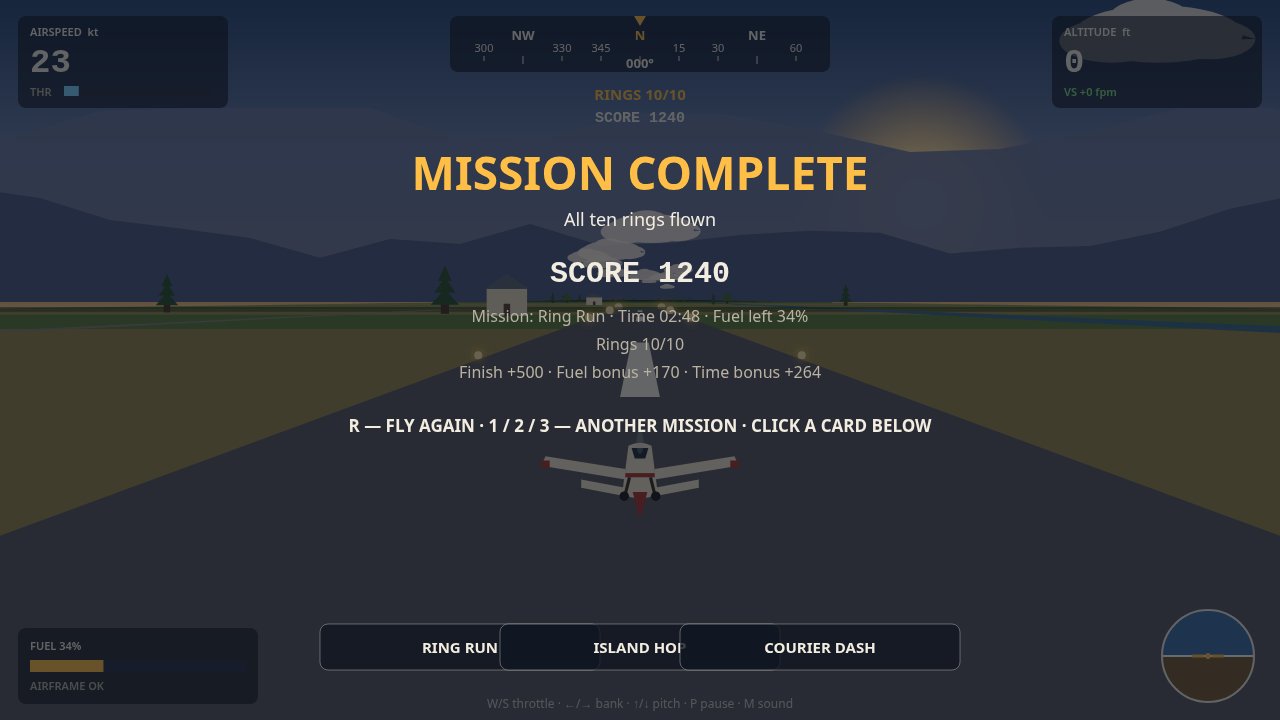 AIRSPEED kt
23
THR
NW N NE
300 330 345 15 30 60
000°
ALTITUDE ft
0
VS +0 fpm
RINGS 10/10
SCORE 1240
MISSION COMPLETE
All ten rings flown
SCORE 1240
Mission: Ring Run · Time 02:48 · Fuel left 34%
Rings 10/10
Finish +500 · Fuel bonus +170 · Time bonus +264
R — FLY AGAIN · 1 / 2 / 3 — ANOTHER MISSION · CLICK A CARD BELOW
RING RUN
ISLAND HOP
COURIER DASH
FUEL 34%
AIRFRAME OK
W/S throttle · ←/→ bank · ↑/↓ pitch · P pause · M sound